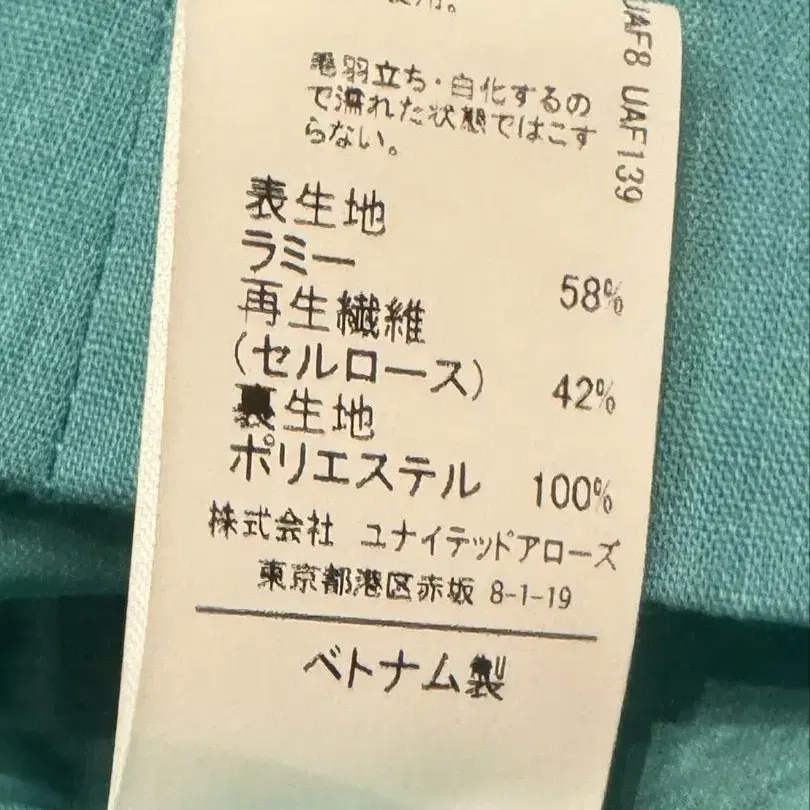 毛羽立ち・白化するの
で濡れた状態ではこす
らない。
表生地
ラミー 58%
再生繊維
(セルロース) 42%
裏生地
ポリエステル 100%
株式会社 ユナイテッドアローズ
東京都港区赤坂 8-1-19
ベトナム製
UAF8 UAF139